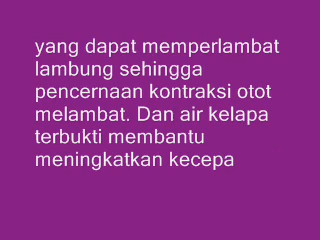 yang dapat memperlambat
lambung sehingga
pencernaan kontraksi otot
melambat. Dan air kelapa
terbukti membantu
meningkatkan kecepa